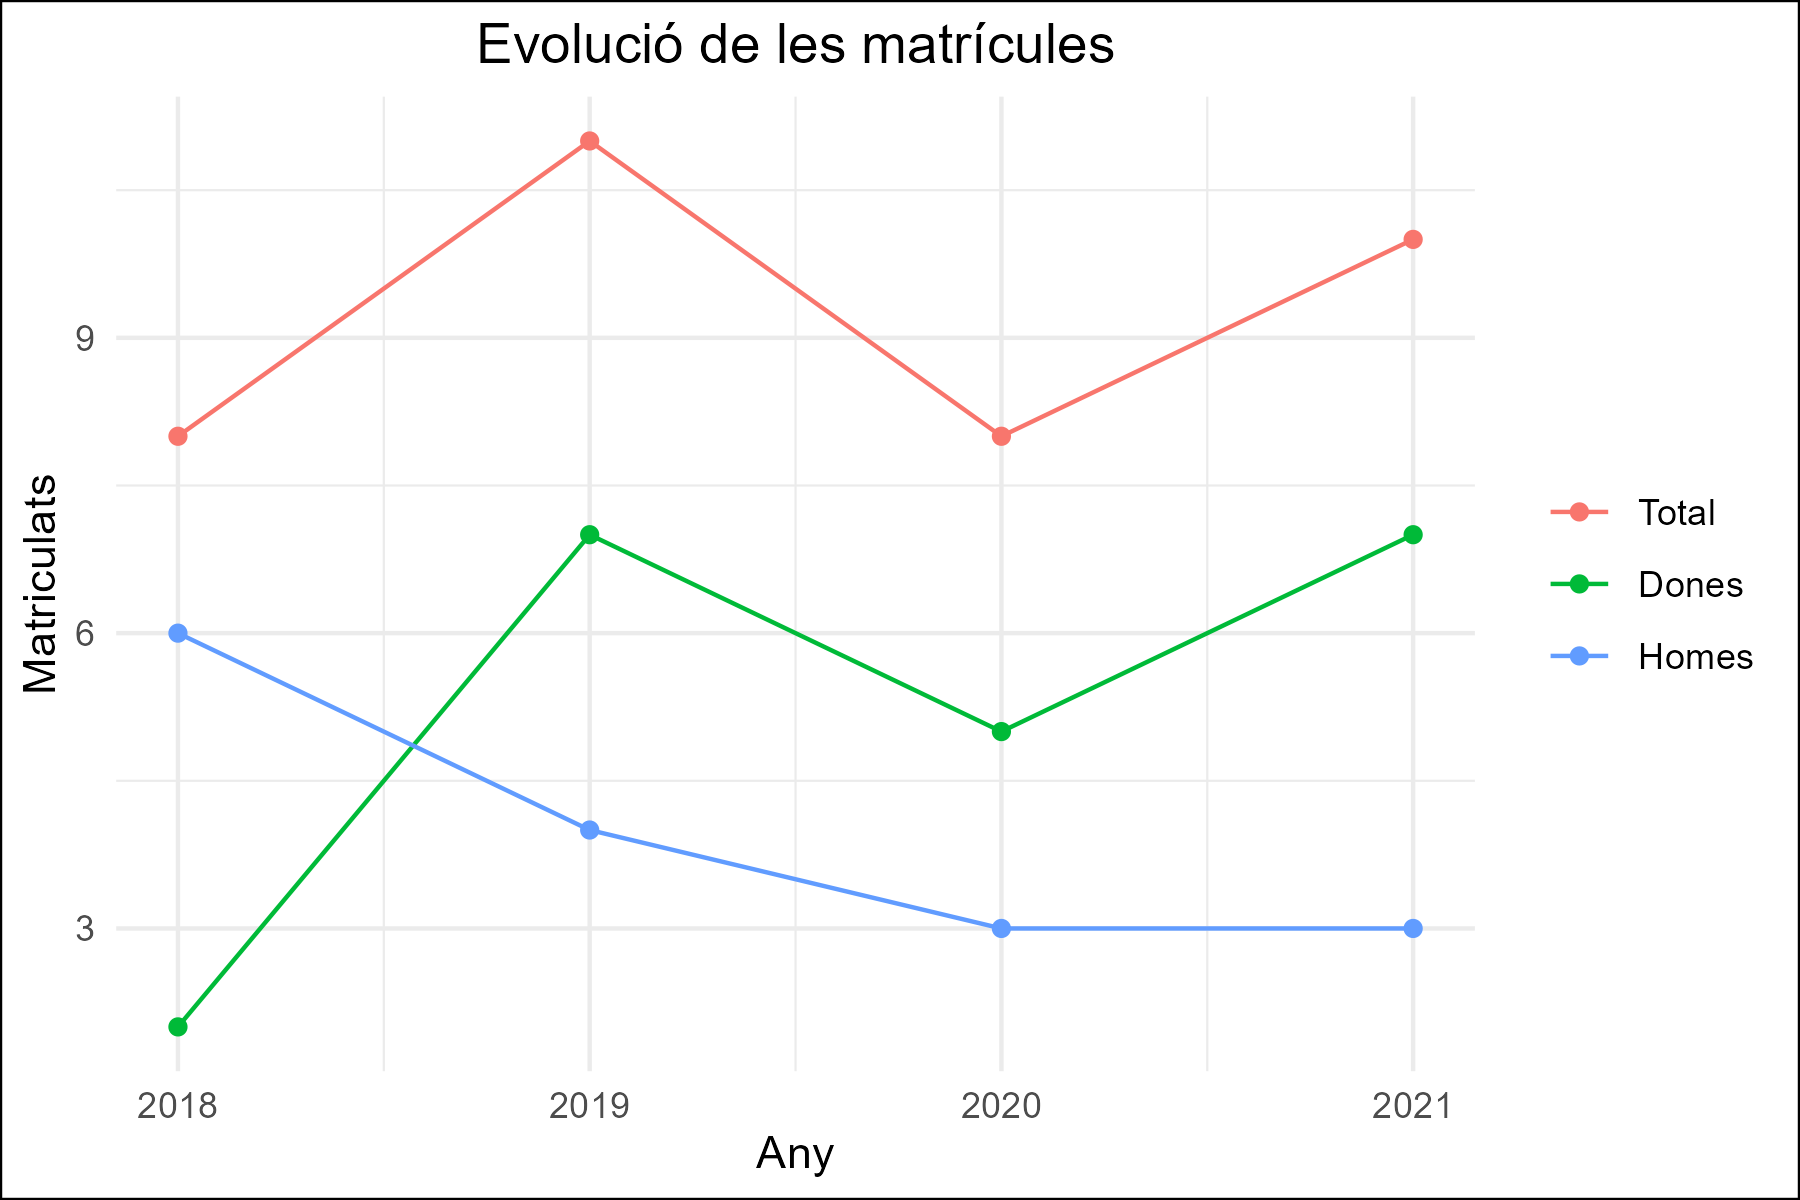 Evolució de les matrícules
Matriculats
9
6
3
2018
2019
2020
2021
Any
Total
Dones
Homes